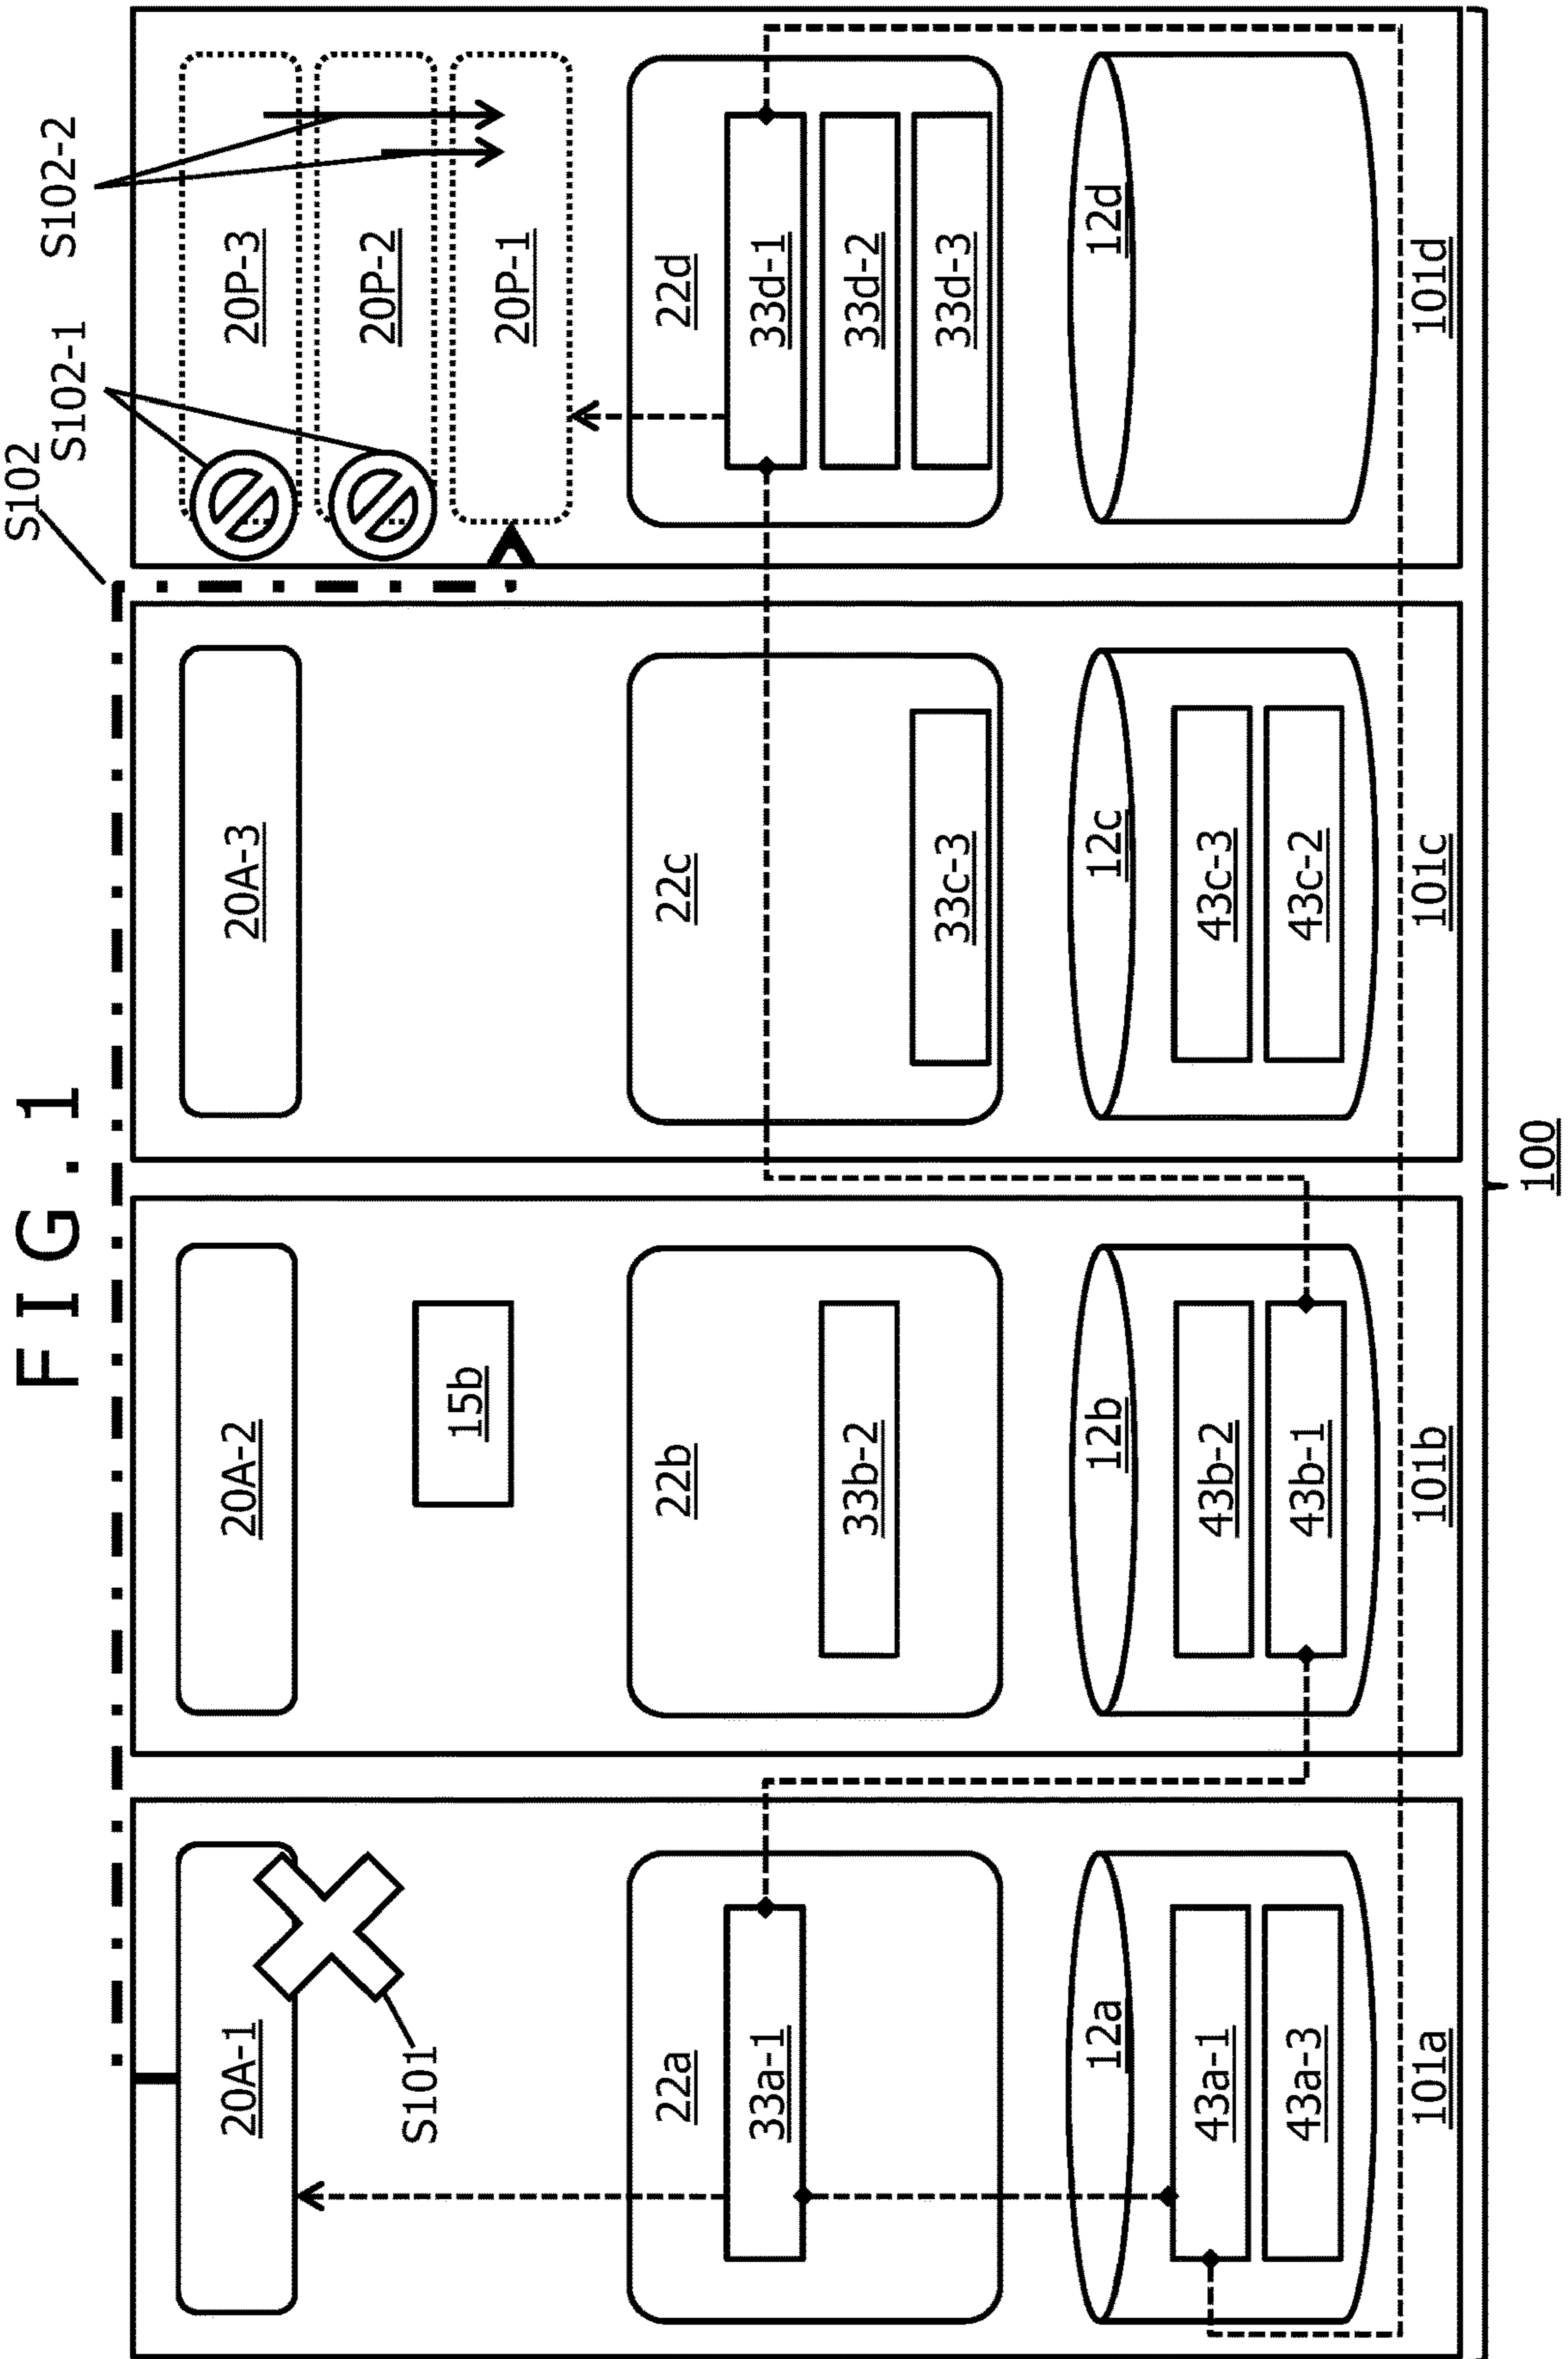 FIG.1
S102
S102-1
S102-2
S101
20A-1
22a
33a-1
12a
43a-1
43a-3
101a
20A-2
15b
22b
33b-2
12b
43b-2
43b-1
101b
20A-3
22c
33c-3
12c
43c-3
43c-2
101c
20P-3
20P-2
20P-1
22d
33d-1
33d-2
33d-3
12d
101d
100